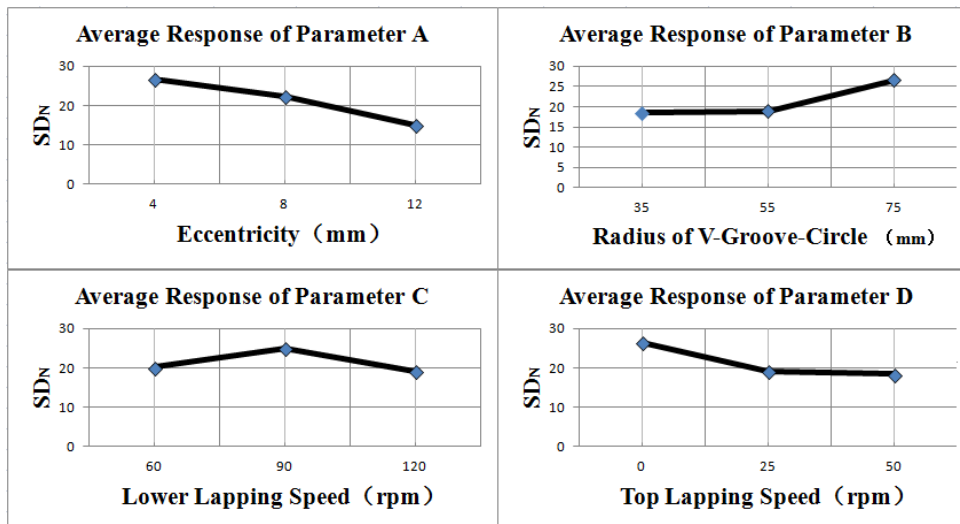 Average Response of Parameter A
SDN
30
20
10
0
4 8 12
Eccentricity（mm）
Average Response of Parameter B
SDN
30
25
20
15
10
5
0
35 55 75
Radius of V-Groove-Circle （mm）
Average Response of Parameter C
SDN
30
20
10
0
60 90 120
Lower Lapping Speed（rpm）
Average Response of Parameter D
SDN
30
20
10
0
0 25 50
Top Lapping Speed（rpm）